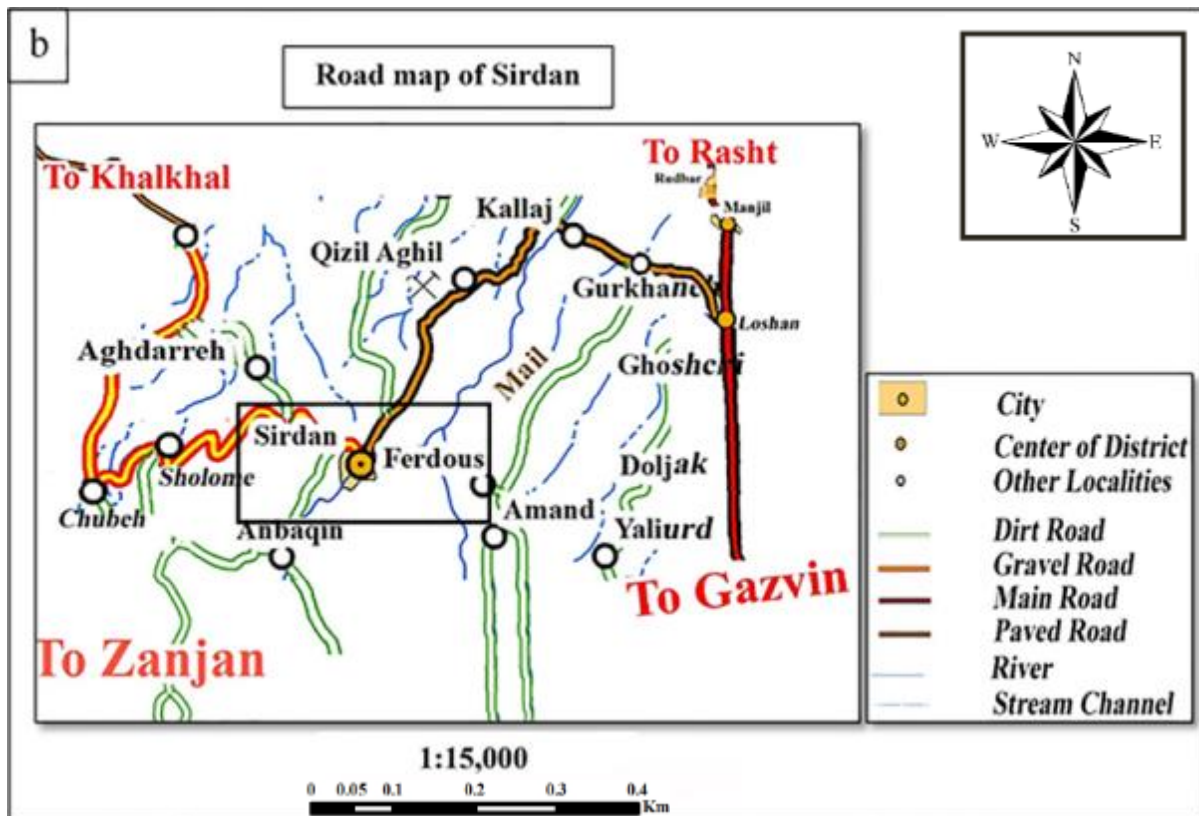 b
Road map of Sirdan
N
W
E
S
To Khalkhal
To Rasht
Rudbar
Manjil
Kallaj
Qizil Aghil
Loshan
Aghdarreh
Mail
Sirdan
Ferdous
Sholome
Doljak
Chubeh
Amand
Anbaqin
Yaliurd
To Gazvin
To Zanjan
City
Center of District
Other Localities
Dirt Road
Gravel Road
Main Road
Paved Road
River
Stream Channel
1:15,000
0 0.05 0.1 0.2 0.3 0.4
Km